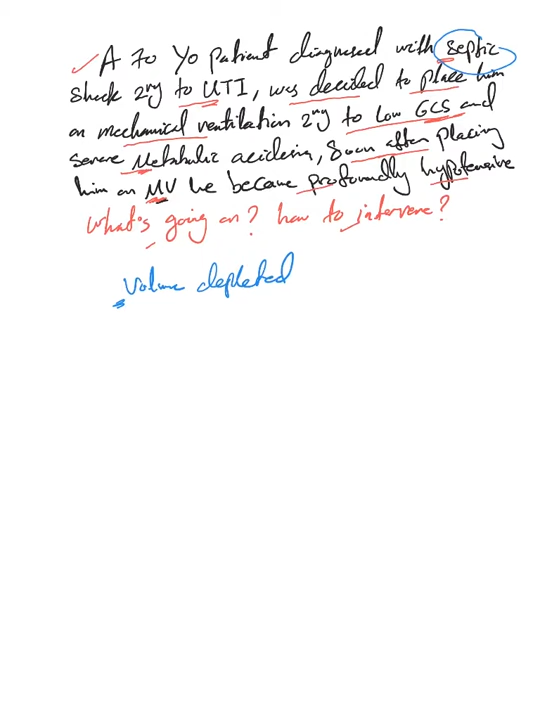 A 70 Yo patient diagnosed with septic
shock 2ry to UTI, was decided to place him
on mechanical ventilation 2ry to low GCS and
severe Metabolic acidosis, Soon after placing
him on MV he became profoundly hypotensive
What's going on? how to intervene?
Volume depleted